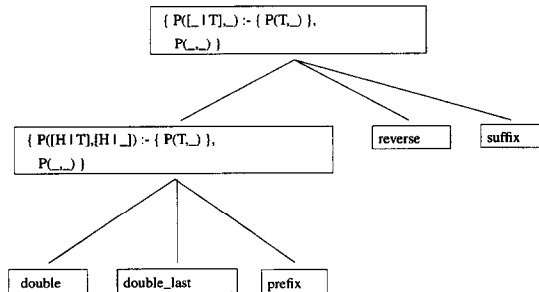 { P([_ | T],_) :- { P(T,_) },
P(_,_) }
{ P([H | T],[H | _]) :- { P(T,_) },
P(_,_) }
reverse
suffix
double
double_last
prefix